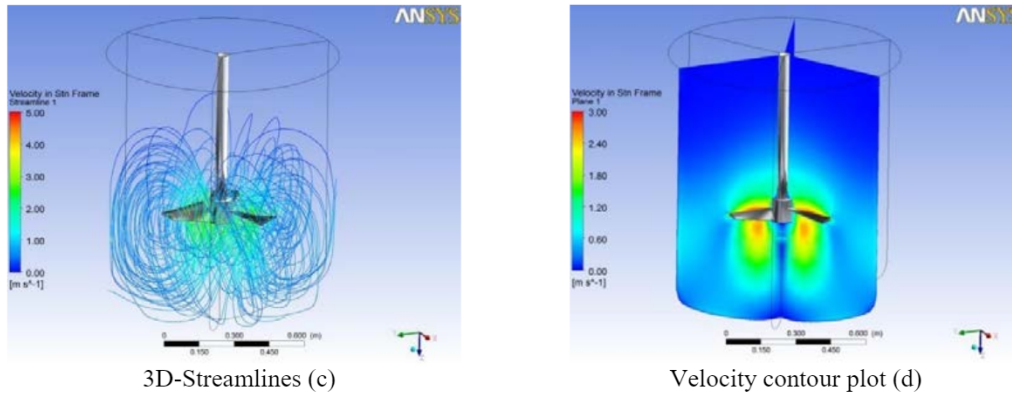 ANSYS
Velocity in Stn Frame
Streamline 1
5.00
4.00
3.00
2.00
1.00
0.00
[m s^-1]
0 0.300 0.600 (m)
0.150 0.450
3D-Streamlines (c)
ANSYS
Velocity in Stn Frame
Plane 1
3.00
2.40
1.80
1.20
0.60
0.00
[m s^-1]
0 0.300 0.600 (m)
0.150 0.450
Velocity contour plot (d)